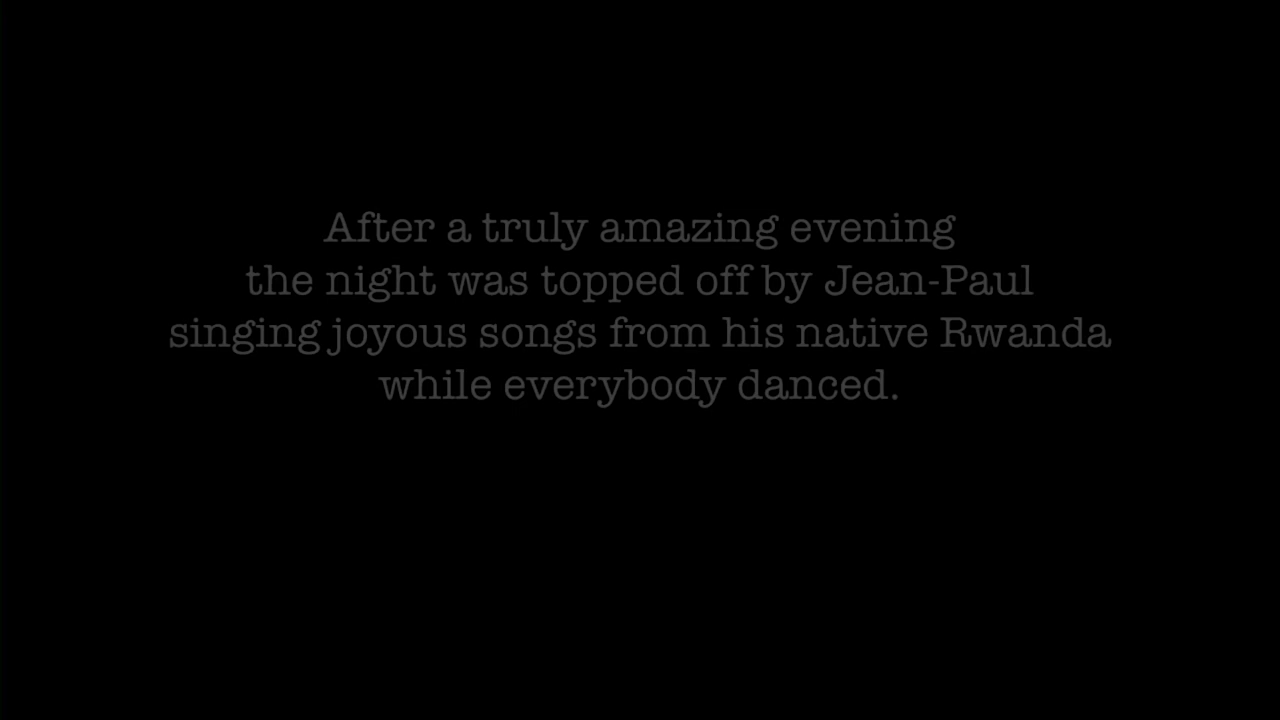 After a truly amazing evening
the night was topped off by Jean-Paul
singing joyous songs from his native Rwanda
while everybody danced.